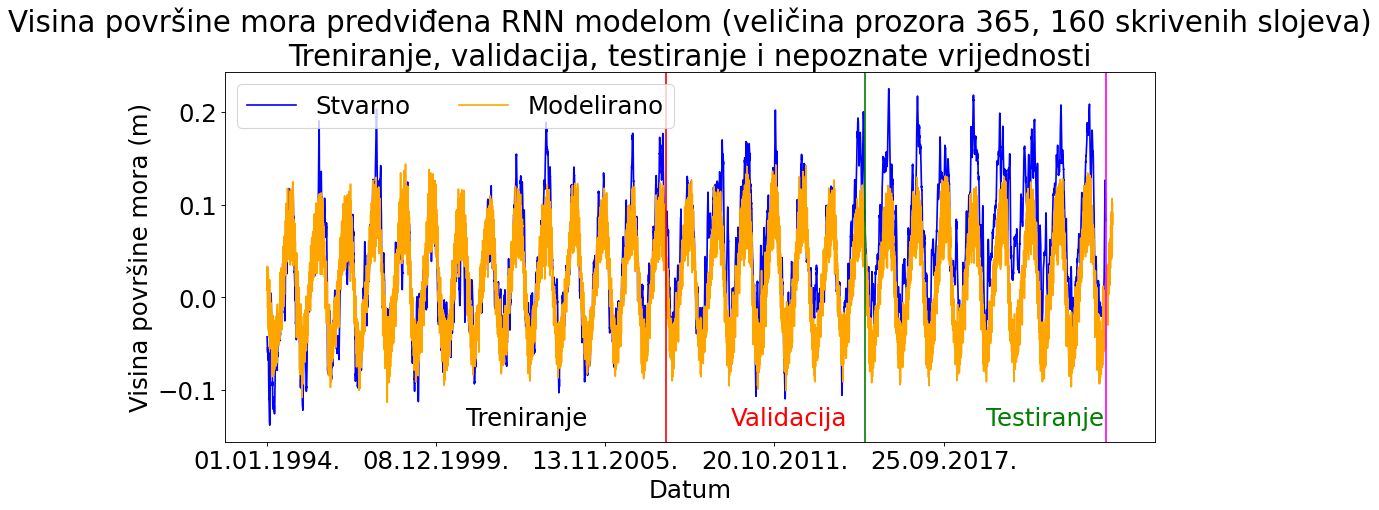 Visina površine mora predviđena RNN modelom (veličina prozora 365, 160 skrivenih slojeva)
Treniranje, validacija, testiranje i nepoznate vrijednosti
Stvarno
Modelirano
Visina površine mora (m)
0.2
0.1
0.0
−0.1
Treniranje
Validacija
Testiranje
01.01.1994.
08.12.1999.
13.11.2005.
20.10.2011.
25.09.2017.
Datum